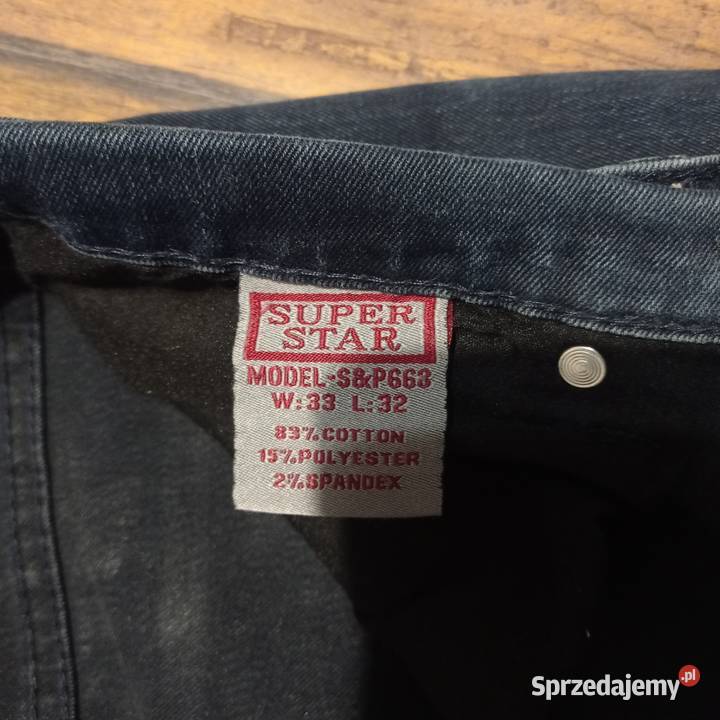 SUPER
STAR
MODEL-S&P663
W:33 L:32
83%COTTON
15%POLYESTER
2%SPANDEX
Sprzedajemy.pl